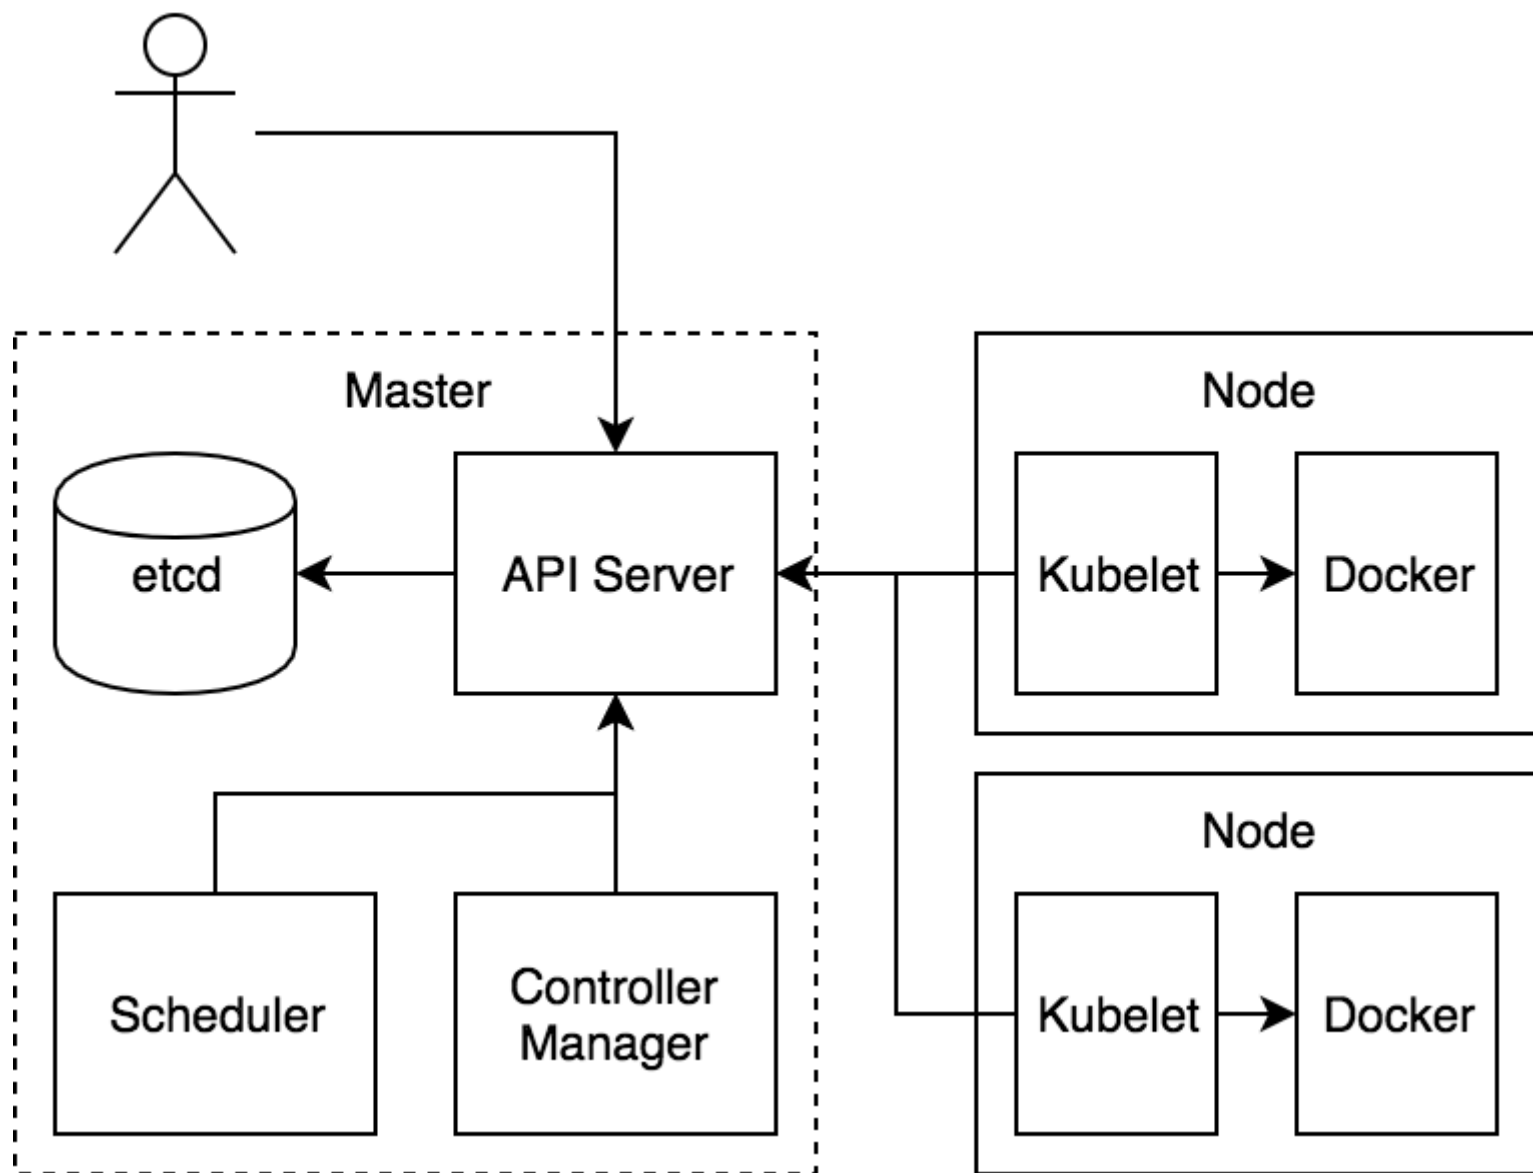 Master
Node
etcd
API Server
Kubelet
Docker
Node
Scheduler
Controller
Manager
Kubelet
Docker